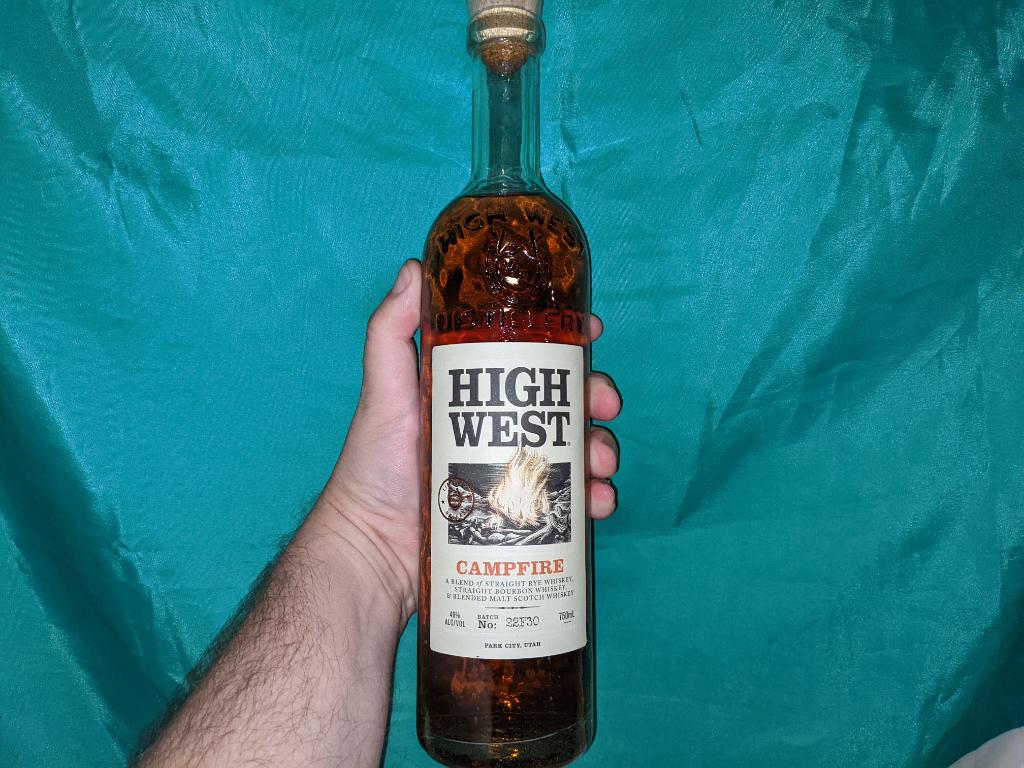 HIGH WEST
DISTILLERY
HIGH
WEST
CAMPFIRE
A BLEND of STRAIGHT RYE WHISKEY,
STRAIGHT BOURBON WHISKEY
& BLENDED MALT SCOTCH WHISKEY
46%
ALC/VOL
BATCH
No: 22F30
750mL
PARK CITY, UTAH